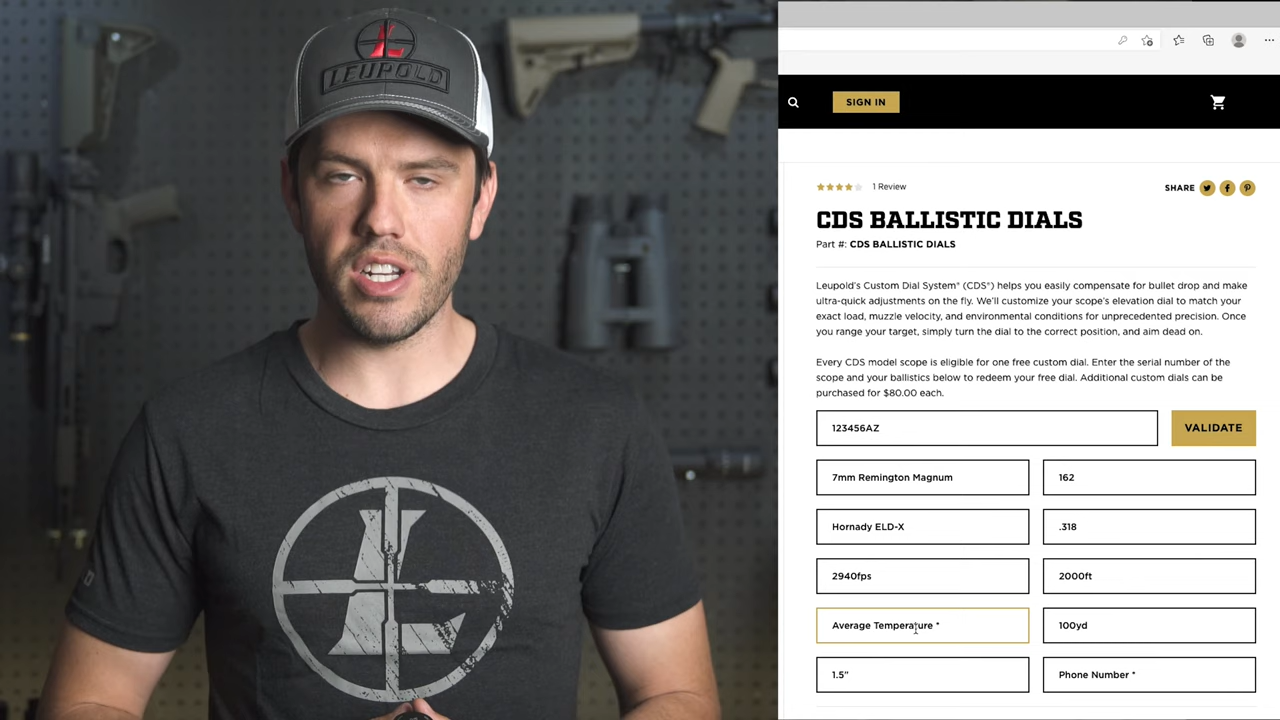 L
LEUPOLD
L
SIGN IN
1 Review
SHARE
CDS BALLISTIC DIALS
Part #: CDS BALLISTIC DIALS
Leupold's Custom Dial System® (CDS®) helps you easily compensate for bullet drop and make
ultra-quick adjustments on the fly. We'll customize your scope's elevation dial to match your
exact load, muzzle velocity, and environmental conditions for unprecedented precision. Once
you range your target, simply turn the dial to the correct position, and aim dead on.
Every CDS model scope is eligible for one free custom dial. Enter the serial number of the
scope and your ballistics below to redeem your free dial. Additional custom dials can be
purchased for $80.00 each.
123456AZ
VALIDATE
7mm Remington Magnum
162
Hornady ELD-X
.318
2940fps
2000ft
Average Temperature *
100yd
1.5"
Phone Number *